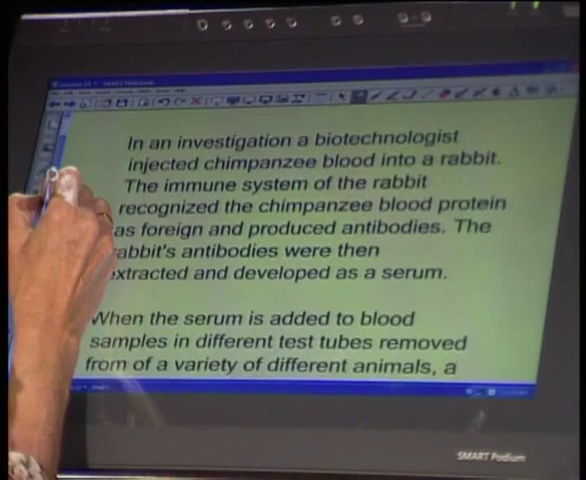 In an investigation a biotechnologist
injected chimpanzee blood into a rabbit.
The immune system of the rabbit
recognized the chimpanzee blood protein
as foreign and produced antibodies. The
rabbit's antibodies were then
extracted and developed as a serum.
When the serum is added to blood
samples in different test tubes removed
from of a variety of different animals, a
SMART Podium